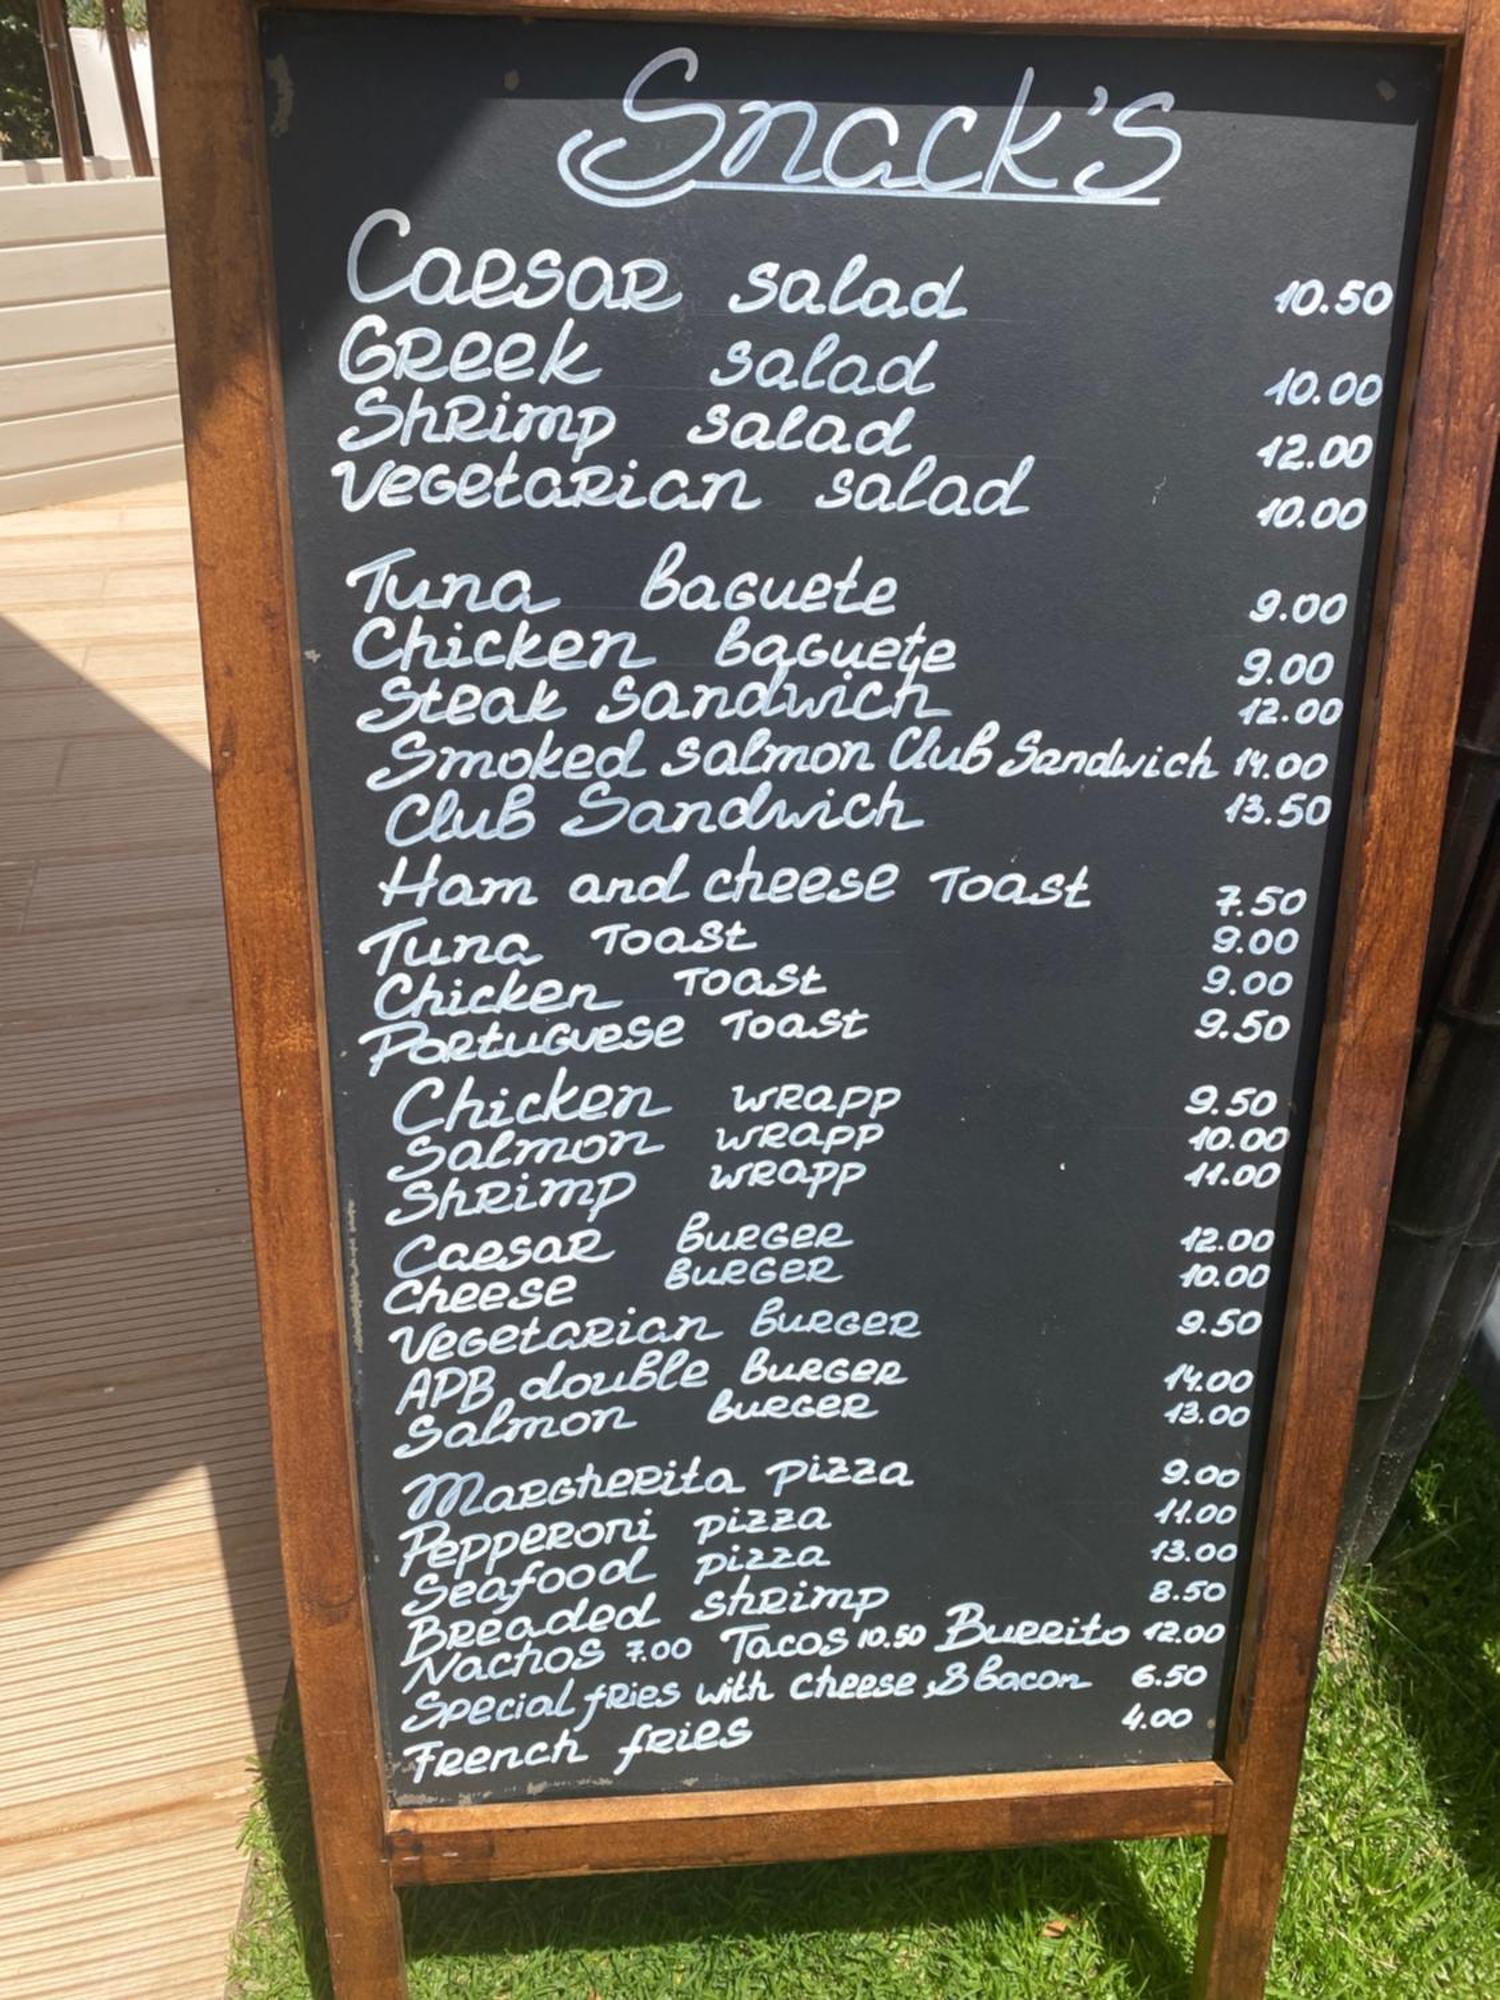 Snack's
Caesar salad 10.50
Greek salad 10.00
Shrimp salad 12.00
Vegetarian salad 10.00
Tuna baguete 9.00
Chicken baguete 9.00
Steak sandwich 12.00
Smoked salmon Club Sandwich 14.00
Club Sandwich 13.50
Ham and cheese Toast 7.50
Tuna Toast 9.00
Chicken Toast 9.00
Portuguese Toast 9.50
Chicken wrapp 9.50
Salmon wrapp 10.00
Shrimp wrapp 11.00
Caesar burger 12.00
Cheese burger 10.00
Vegetarian burger 9.50
APB double burger 14.00
Salmon burger 13.00
Margherita pizza 9.00
Pepperoni pizza 11.00
Seafood pizza 13.00
Breaded shrimp 8.50
Nachos 7.00 Tacos 10.50 Burrito 12.00
Special fries with cheese & bacon 6.50
French fries 4.00